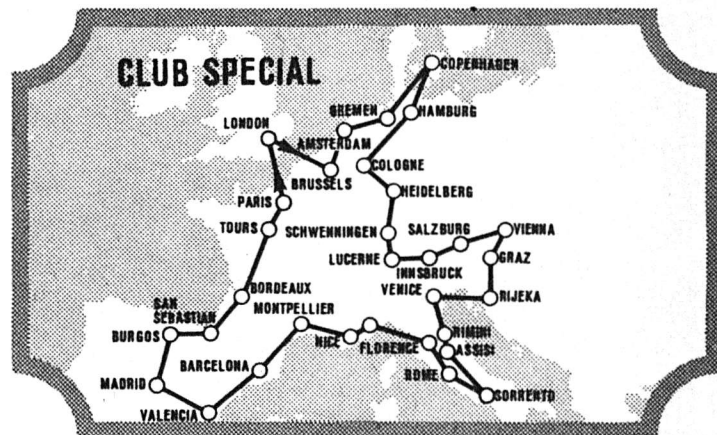 CLUB SPECIAL
COPENHAGEN
BREMEN
HAMBURG
LONDON
AMSTERDAM
COLOGNE
BRUSSELS
HEIDELBERG
PARIS
TOURS
SCHWENNINGEN
SALZBURG
VIENNA
LUCERNE
INNSBRUCK
GRAZ
VENICE
RIJEKA
BORDEAUX
SAN
SEBASTIAN
MONTPELLIER
BURGOS
NICE
FLORENCE
RIMINI
ASSISI
BARCELONA
ROME
MADRID
SORRENTO
VALENCIA